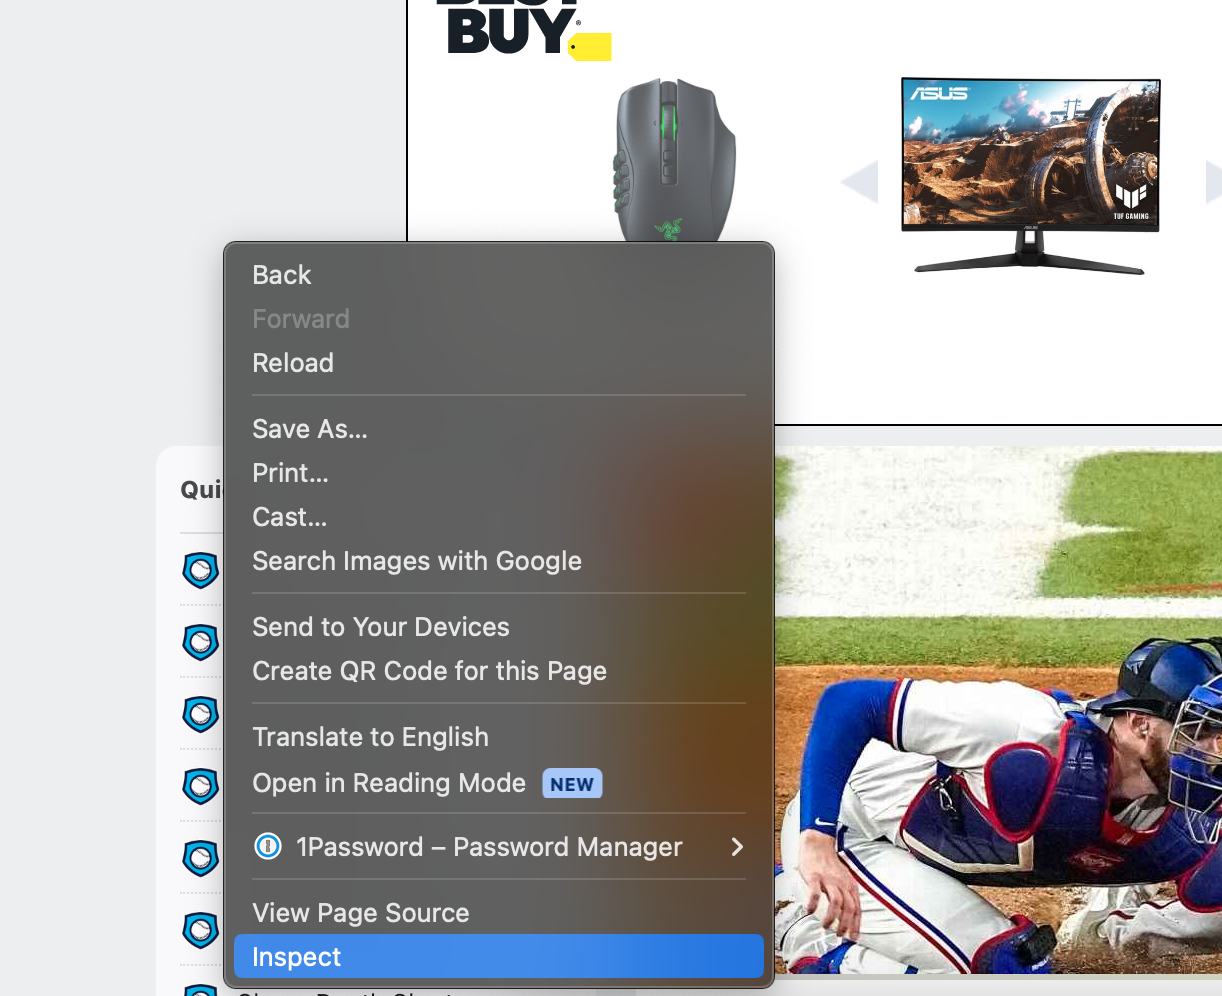 BEST
BUY
ASUS
TUF GAMING
ASUS
Back
Forward
Reload
Save As...
Print...
Cast...
Search Images with Google
Send to Your Devices
Create QR Code for this Page
Translate to English
Open in Reading Mode NEW
1Password – Password Manager
View Page Source
Inspect